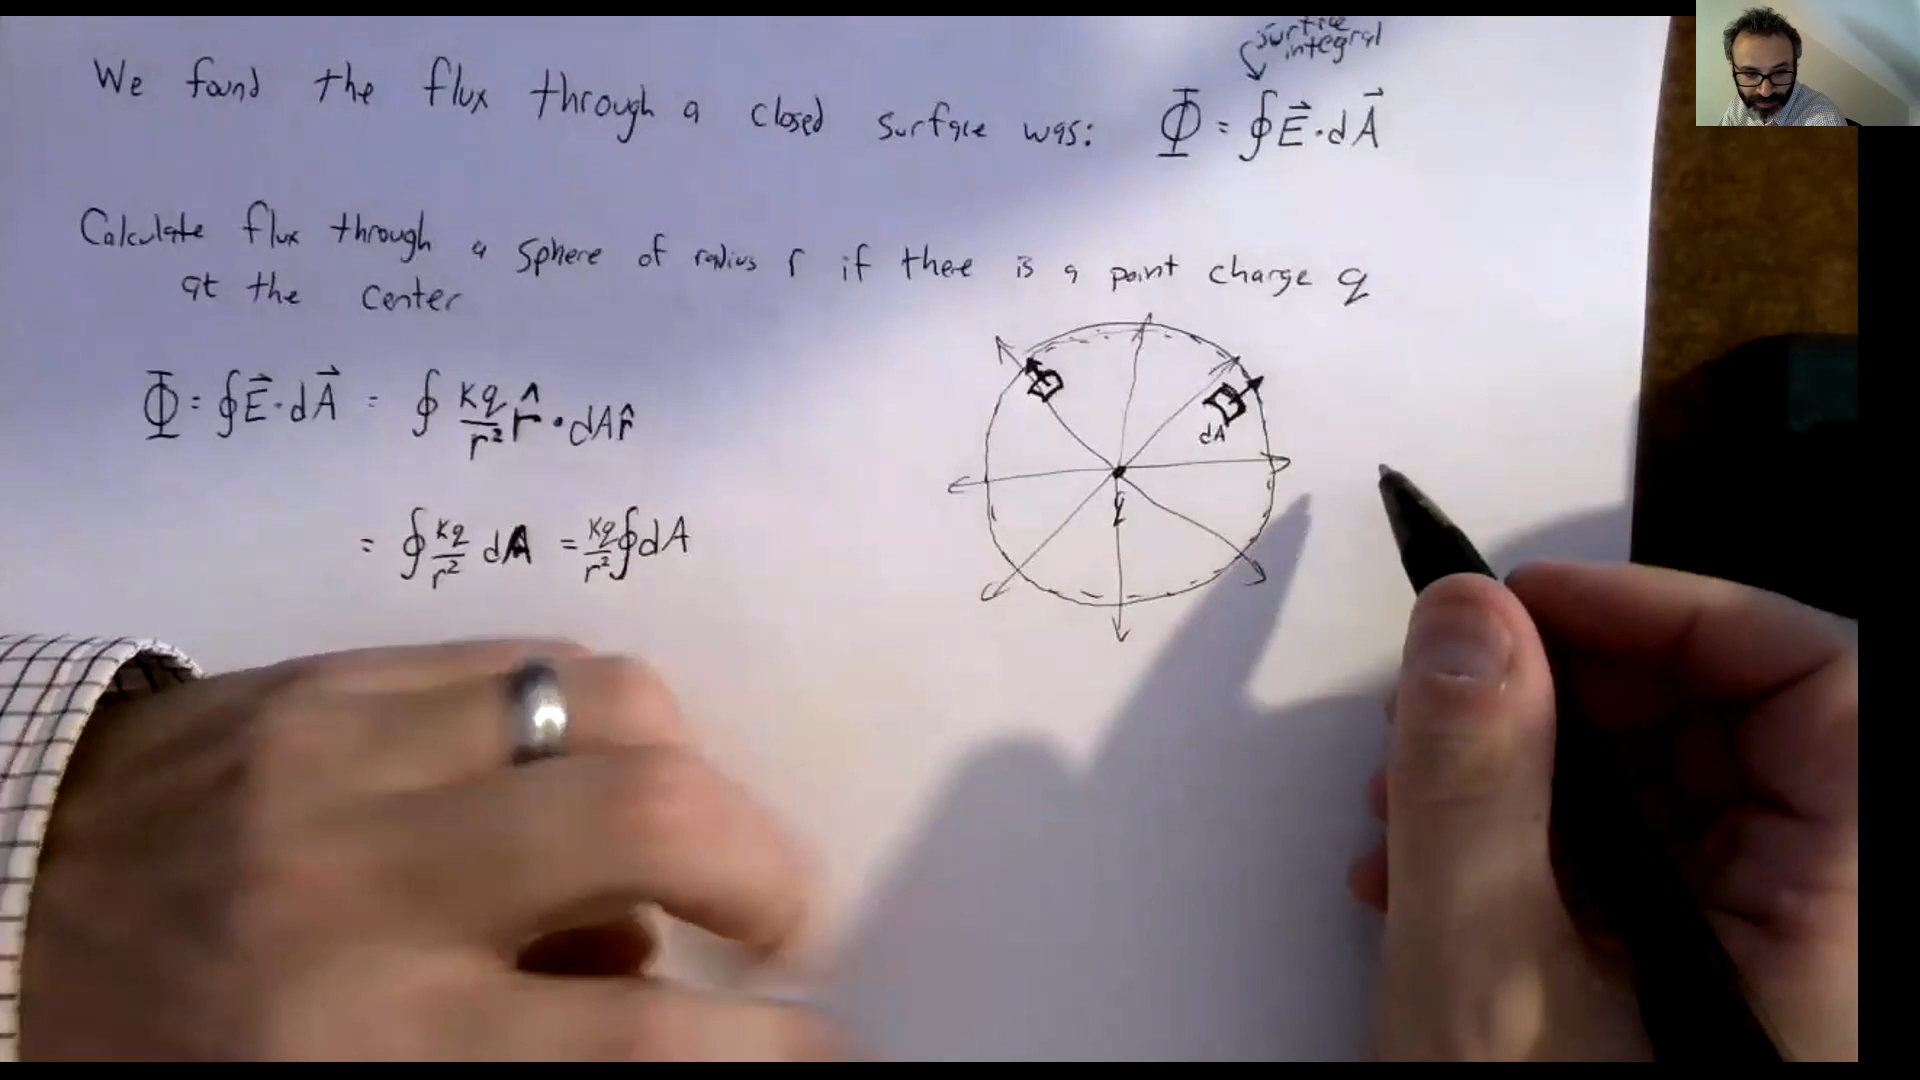 surface integral
We found the flux through a closed surface was: Φ = ∮E⃗·dA⃗
Calculate flux through a sphere of radius r if there is a point charge q
at the center
Φ = ∮E⃗·dA⃗ = ∮ kq/r² r̂ · dA r̂
= ∮ kq/r² dA = kq/r² ∮dA
dA
q